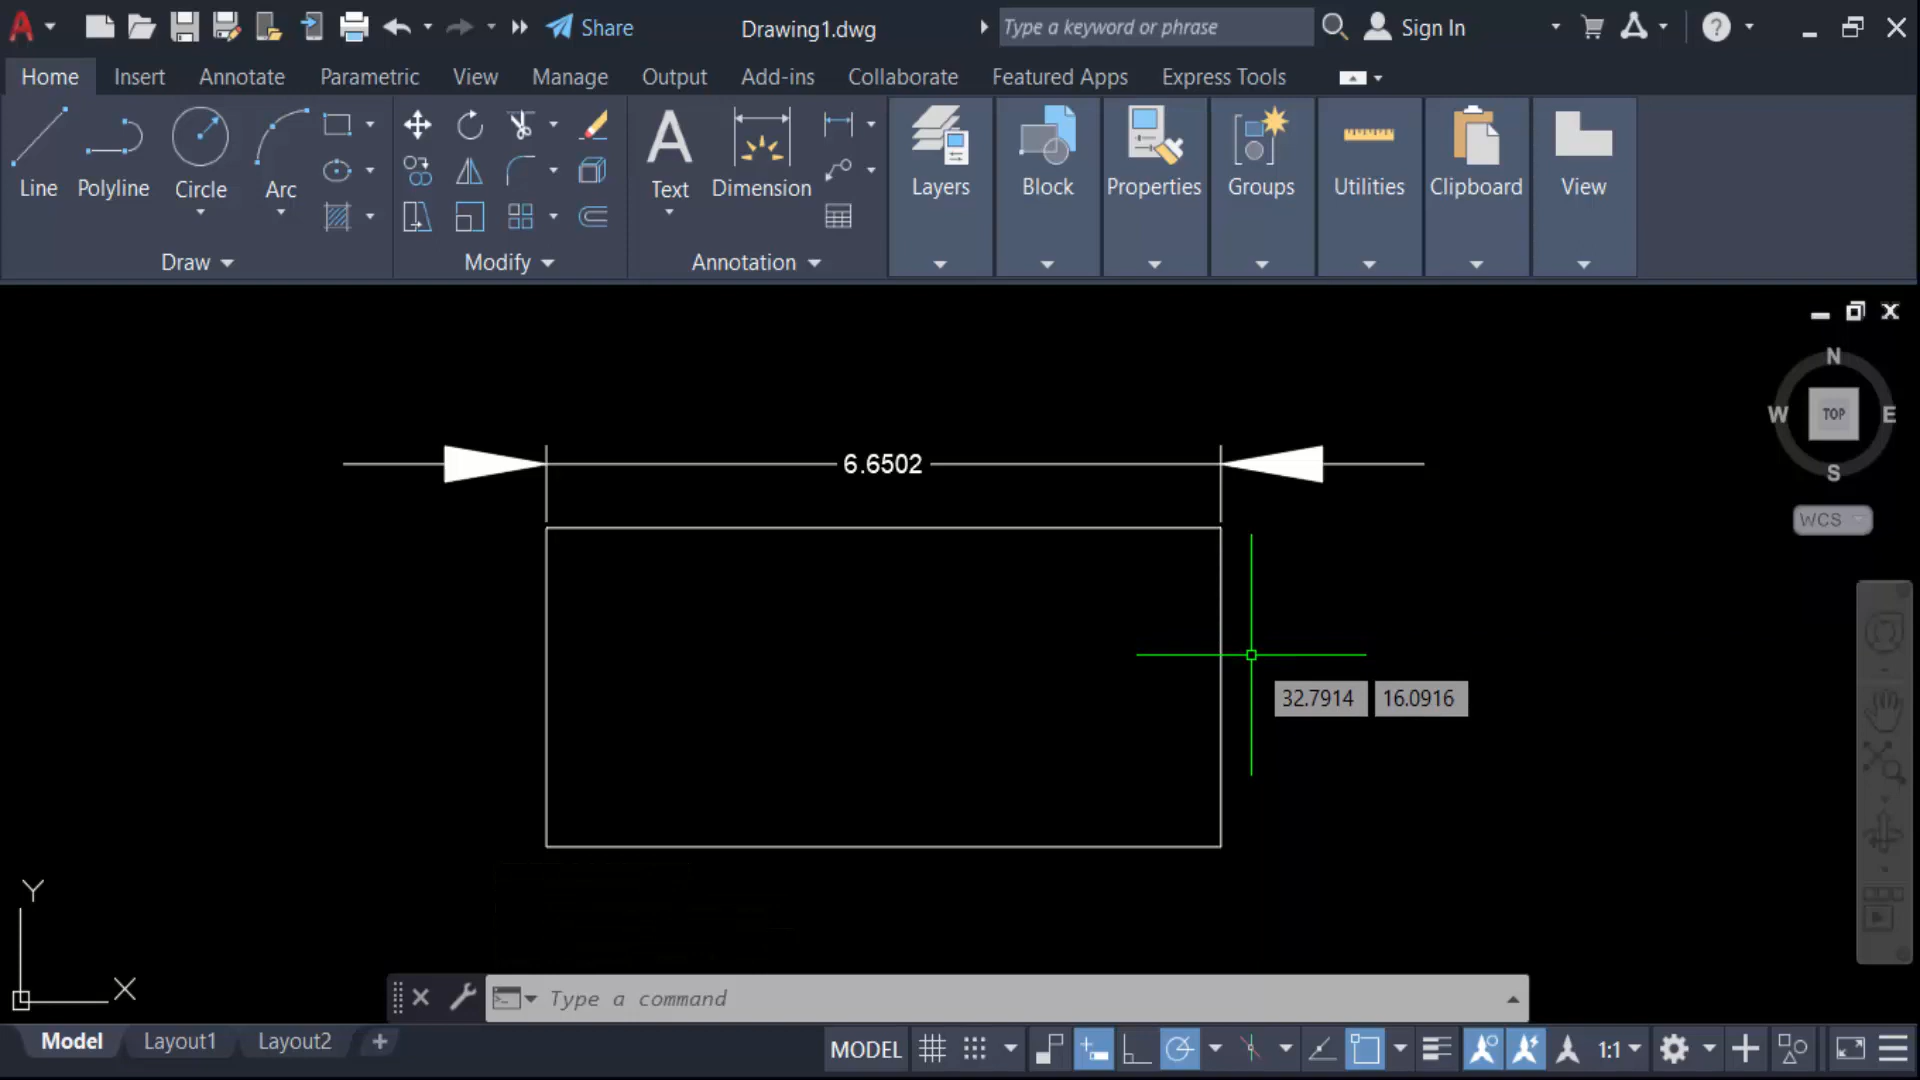 Share
Drawing1.dwg
Type a keyword or phrase
Sign In
Home Insert Annotate Parametric View Manage Output Add-ins Collaborate Featured Apps Express Tools
Line Polyline Circle Arc
Text Dimension
Layers Block Properties Groups Utilities Clipboard View
Draw Modify Annotation
N
W TOP E
S
WCS
6.6502
32.7914 16.0916
Y
X
Type a command
Model Layout1 Layout2
MODEL 1:1